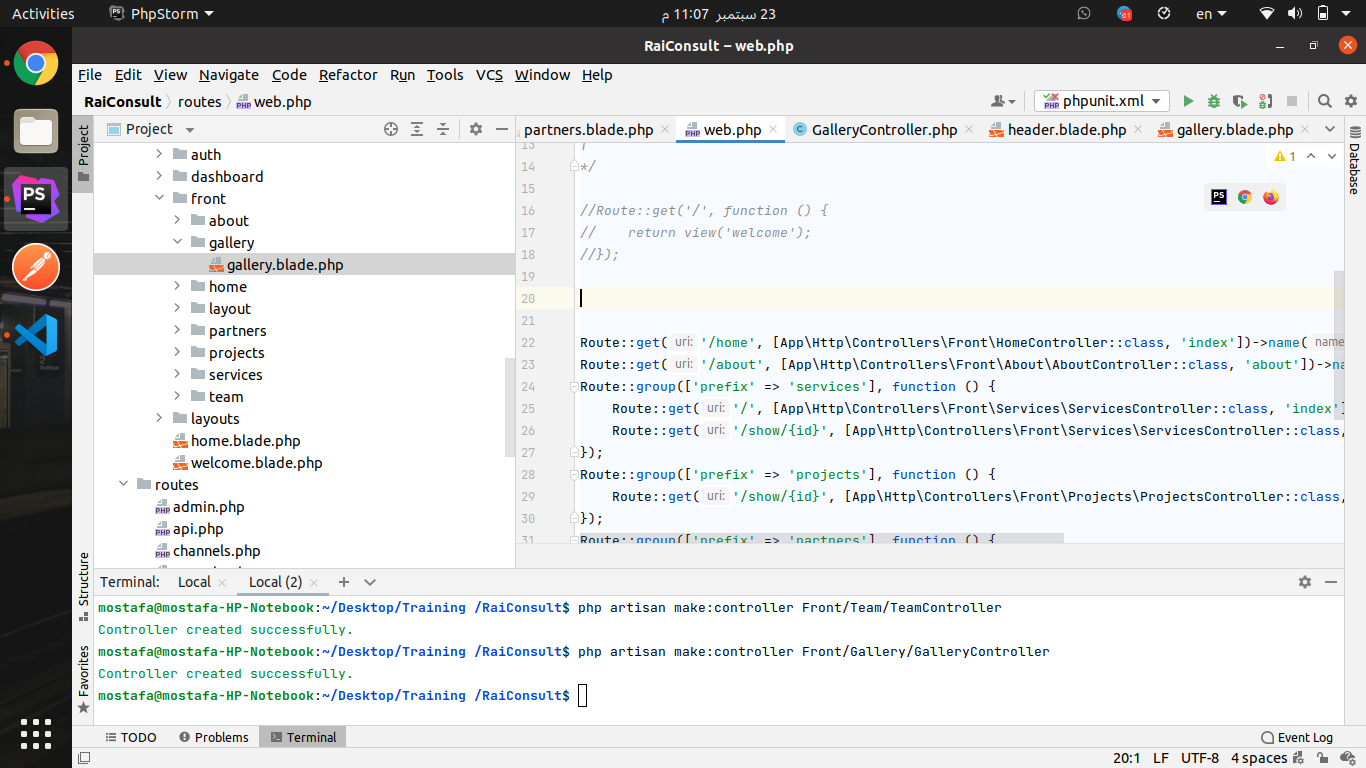 Activities
PhpStorm
23 سبتمبر 11:07 م
61
en
RaiConsult – web.php
File Edit View Navigate Code Refactor Run Tools VCS Window Help
RaiConsult routes web.php
phpunit.xml
Project
Project
auth
dashboard
front
about
gallery
gallery.blade.php
home
layout
partners
projects
services
team
layouts
home.blade.php
welcome.blade.php
routes
admin.php
api.php
channels.php
Structure
Favorites
partners.blade.php
web.php
GalleryController.php
header.blade.php
gallery.blade.php
Database
1
13 |
14 */
15
16 //Route::get('/', function () {
17 //    return view('welcome');
18 //});
19
20
21
22 Route::get( uri: '/home', [App\Http\Controllers\Front\HomeController::class, 'index'])->name( name
23 Route::get( uri: '/about', [App\Http\Controllers\Front\About\AboutController::class, 'about'])->na
24 Route::group(['prefix' => 'services'], function () {
25     Route::get( uri: '/', [App\Http\Controllers\Front\Services\ServicesController::class, 'index']
26     Route::get( uri: '/show/{id}', [App\Http\Controllers\Front\Services\ServicesController::class,
27 });
28 Route::group(['prefix' => 'projects'], function () {
29     Route::get( uri: '/show/{id}', [App\Http\Controllers\Front\Projects\ProjectsController::class,
30 });
31 Route::group(['prefix' => 'partners'], function () {
Terminal: Local Local (2)
mostafa@mostafa-HP-Notebook:~/Desktop/Training /RaiConsult$ php artisan make:controller Front/Team/TeamController
Controller created successfully.
mostafa@mostafa-HP-Notebook:~/Desktop/Training /RaiConsult$ php artisan make:controller Front/Gallery/GalleryController
Controller created successfully.
mostafa@mostafa-HP-Notebook:~/Desktop/Training /RaiConsult$
TODO Problems Terminal Event Log
20:1 LF UTF-8 4 spaces